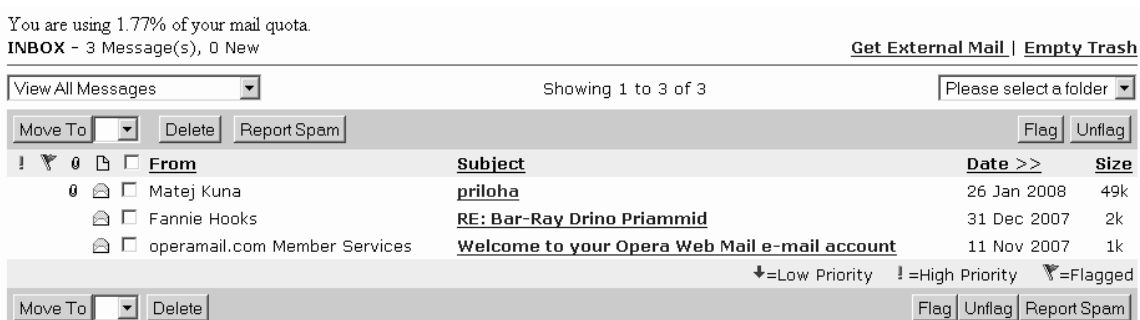 You are using 1.77% of your mail quota.
INBOX - 3 Message(s), 0 New Get External Mail | Empty Trash
View All Messages Showing 1 to 3 of 3 Please select a folder
Move To Delete Report Spam Flag Unflag
! From Subject Date >> Size
Matej Kuna priloha 26 Jan 2008 49k
Fannie Hooks RE: Bar-Ray Drino Priammid 31 Dec 2007 2k
operamail.com Member Services Welcome to your Opera Web Mail e-mail account 11 Nov 2007 1k
=Low Priority !=High Priority =Flagged
Move To Delete Flag Unflag Report Spam